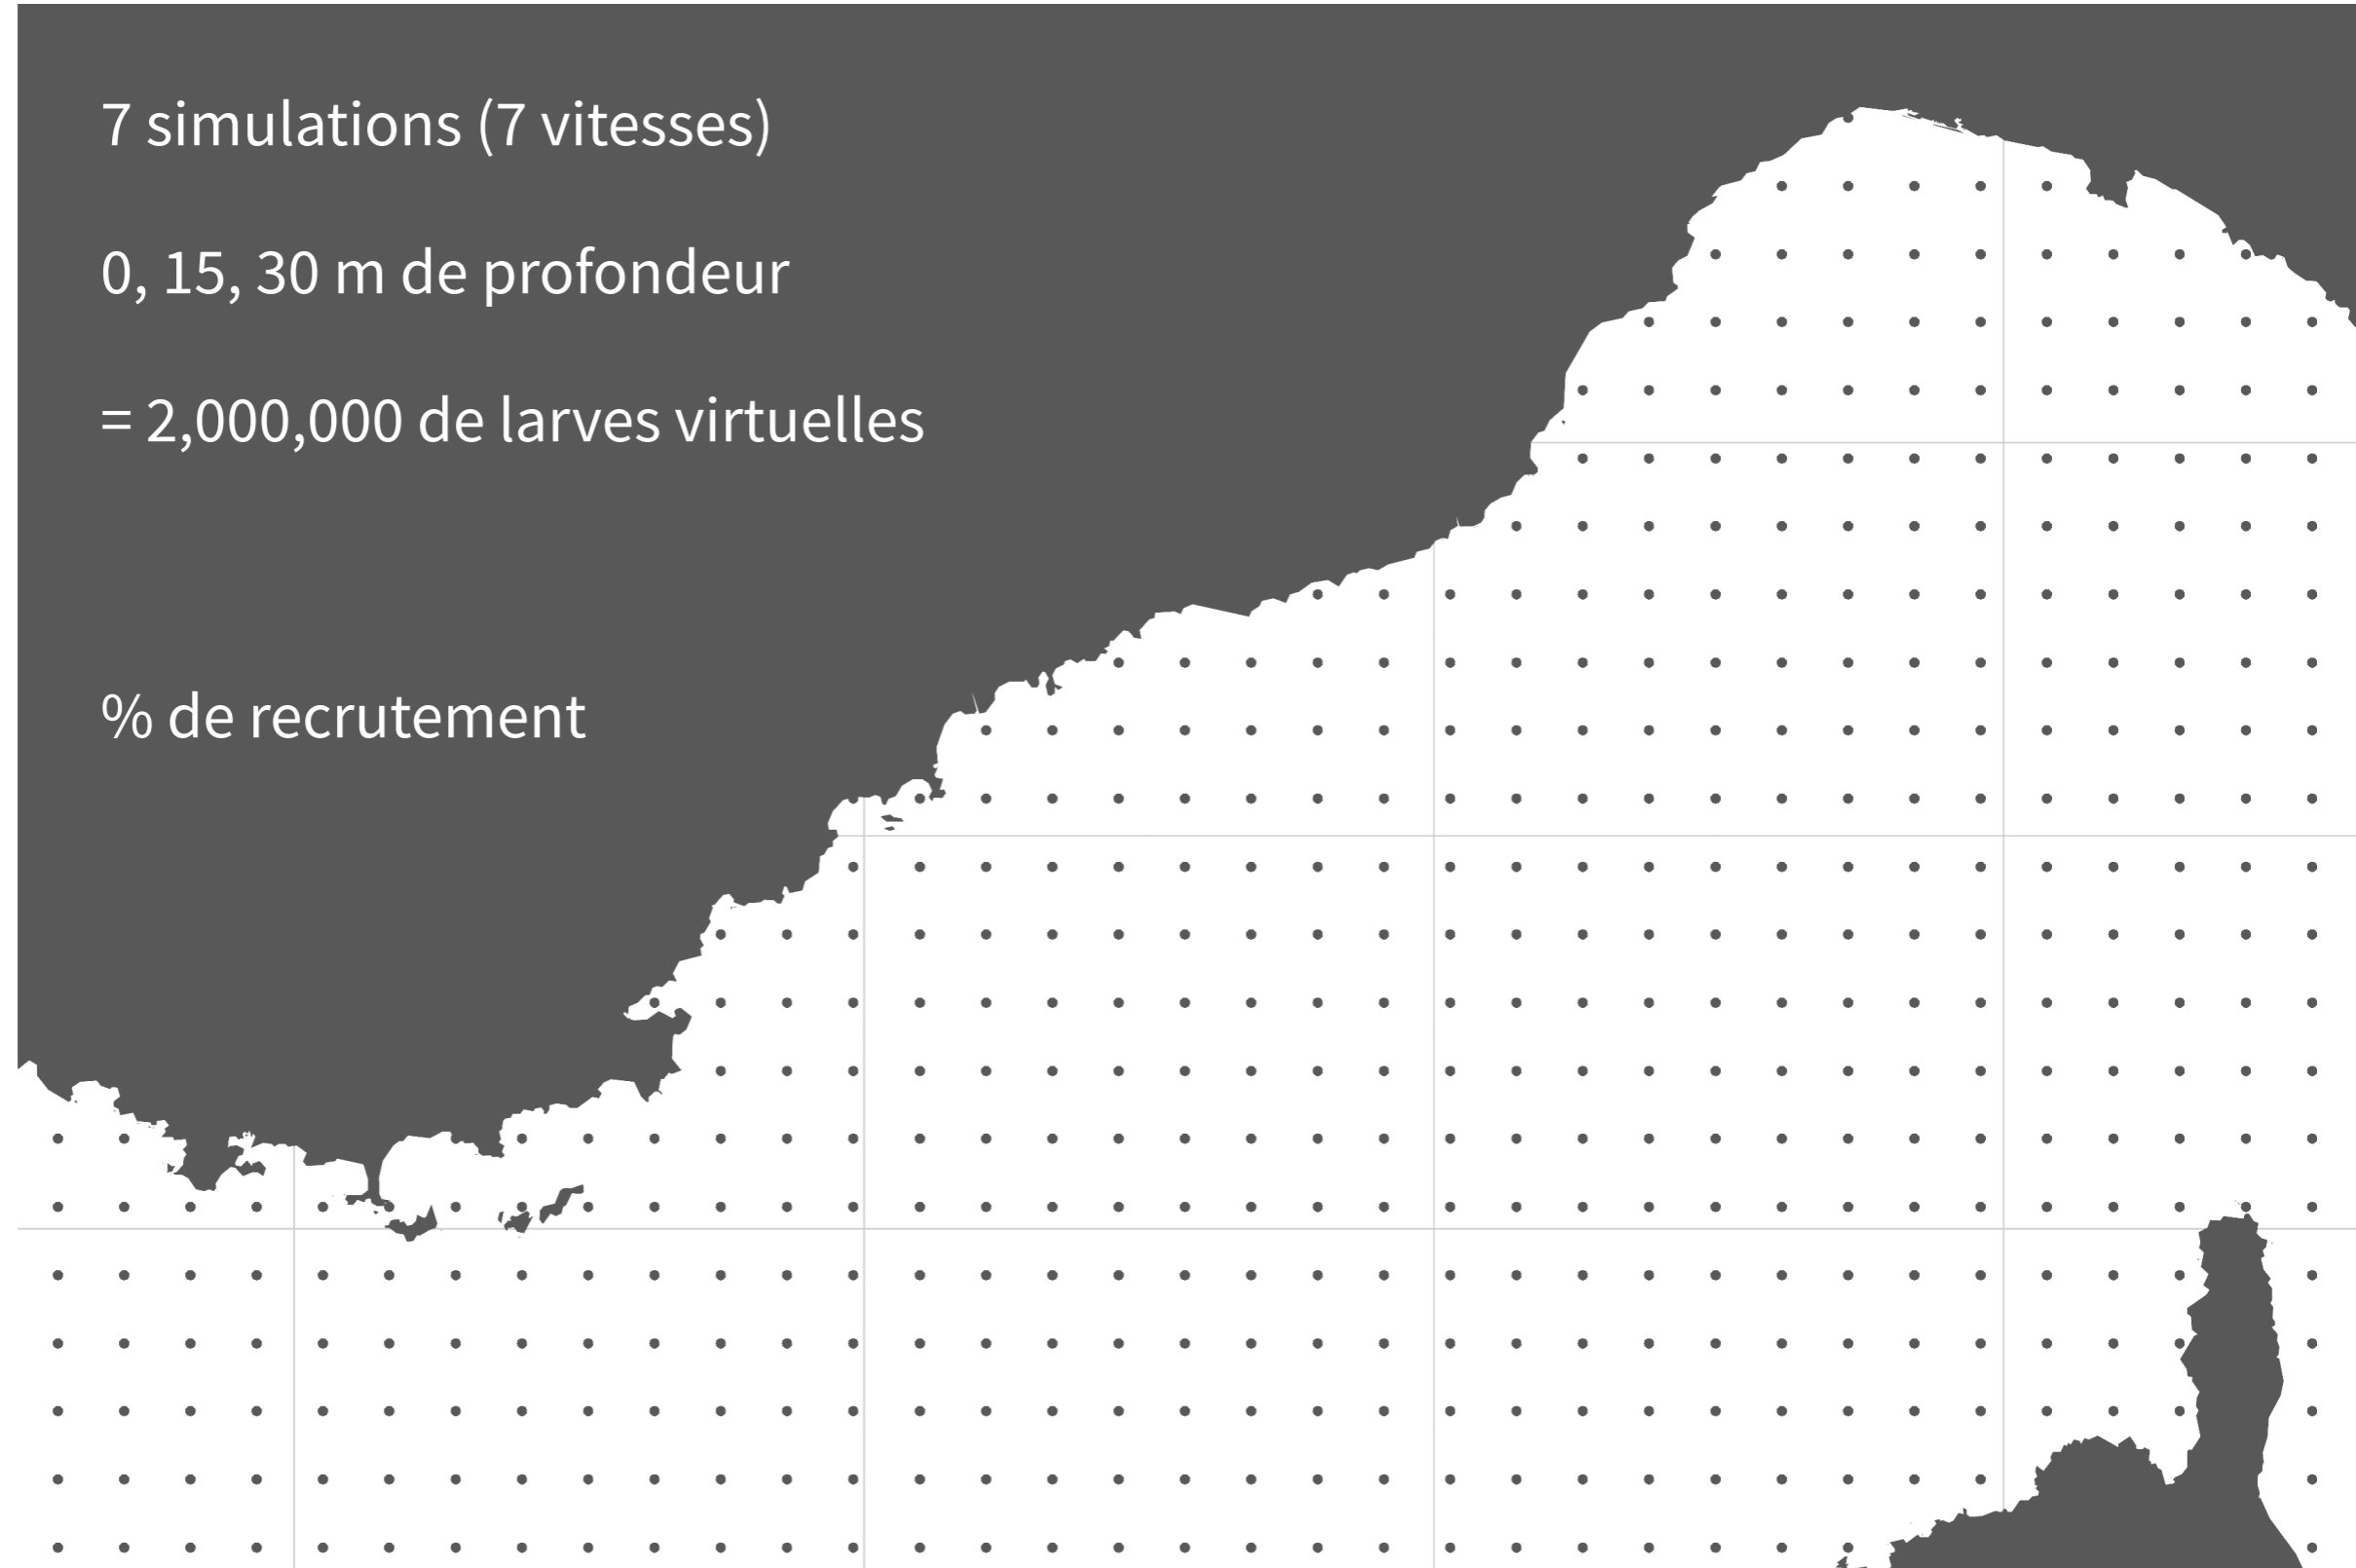 7 simulations (7 vitesses)
0, 15, 30 m de profondeur
= 2,000,000 de larves virtuelles
% de recrutement